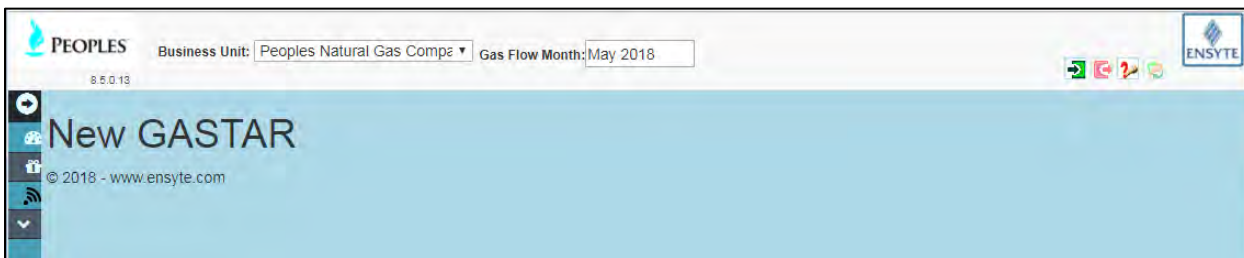 PEOPLES
Business Unit: Peoples Natural Gas Compa Gas Flow Month: May 2018
ENSYTE
8.5.0.13
New GASTAR
© 2018 - www.ensyte.com